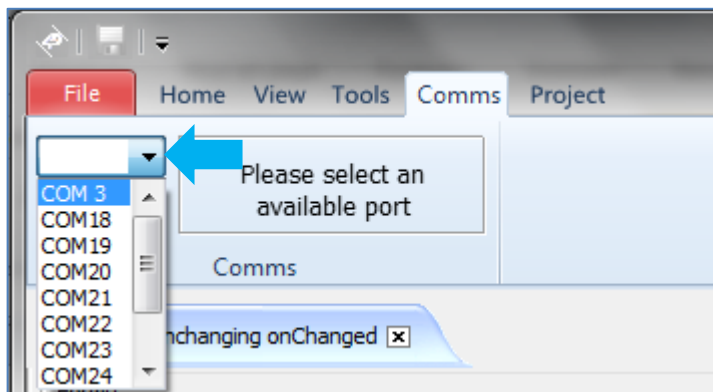 File Home View Tools Comms Project
Please select an
available port
COM 3
COM18
COM19
COM20
COM21
COM22
COM23
COM24
Comms
nchanging onChanged